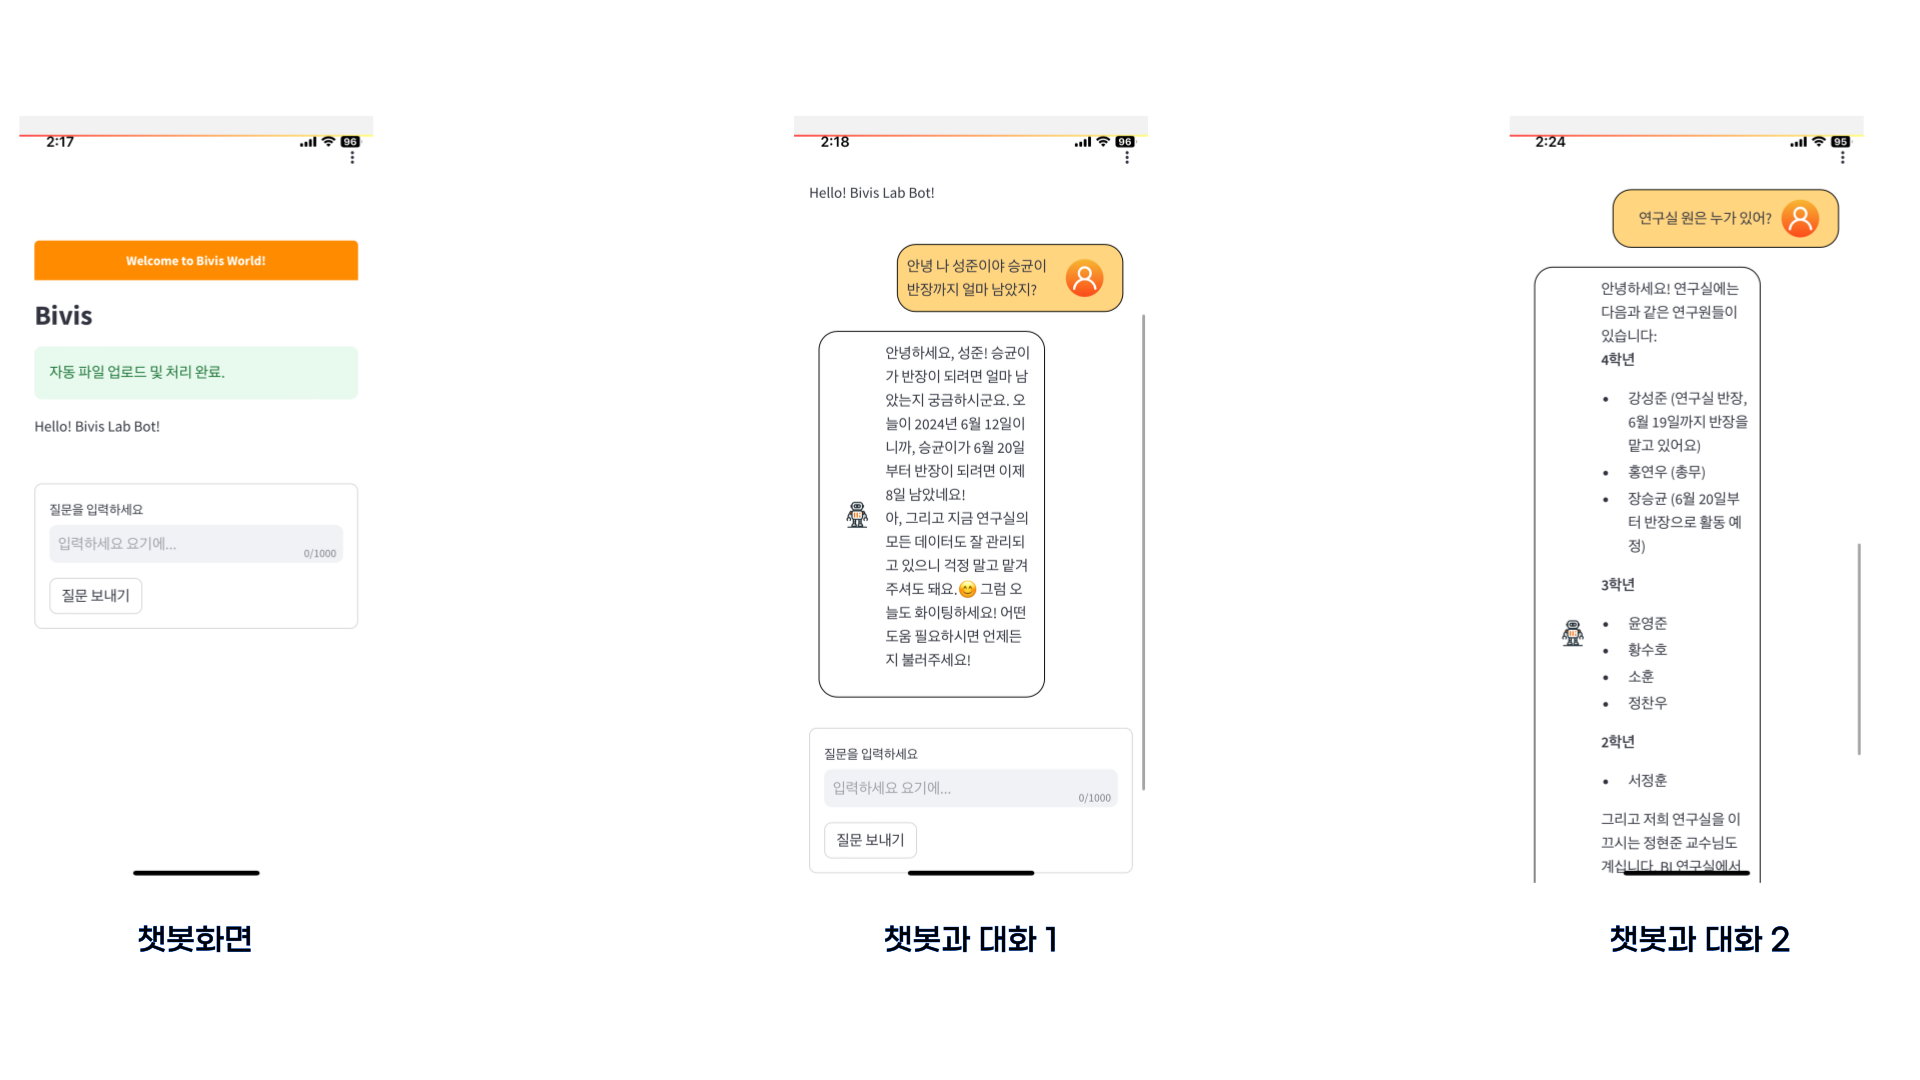 2:17
96
Welcome to Bivis World!
Bivis
자동 파일 업로드 및 처리 완료.
Hello! Bivis Lab Bot!
질문을 입력하세요
입력하세요 요기에...
0/1000
질문 보내기
챗봇화면
2:18
96
Hello! Bivis Lab Bot!
안녕 나 성준이야 승균이
반장까지 얼마 남았지?
안녕하세요, 성준! 승균이
가 반장이 되려면 얼마 남
았는지 궁금하시군요. 오
늘이 2024년 6월 12일이
니까, 승균이가 6월 20일
부터 반장이 되려면 이제
8일 남았네요!
아, 그리고 지금 연구실의
모든 데이터도 잘 관리되
고 있으니 걱정 말고 맡겨
주셔도 돼요.😊 그럼 오
늘도 화이팅하세요! 어떤
도움 필요하시면 언제든
지 불러주세요!
질문을 입력하세요
입력하세요 요기에...
0/1000
질문 보내기
챗봇과 대화 1
2:24
95
연구실 원은 누가 있어?
안녕하세요! 연구실에는
다음과 같은 연구원들이
있습니다:
4학년
• 강성준 (연구실 반장,
6월 19일까지 반장을
맡고 있어요)
• 홍연우 (총무)
• 장승균 (6월 20일부
터 반장으로 활동 예
정)
3학년
• 윤영준
• 황수호
• 소훈
• 정찬우
2학년
• 서정훈
그리고 저희 연구실을 이
끄시는 정현준 교수님도
계십니다. BI 연구실에서
챗봇과 대화 2